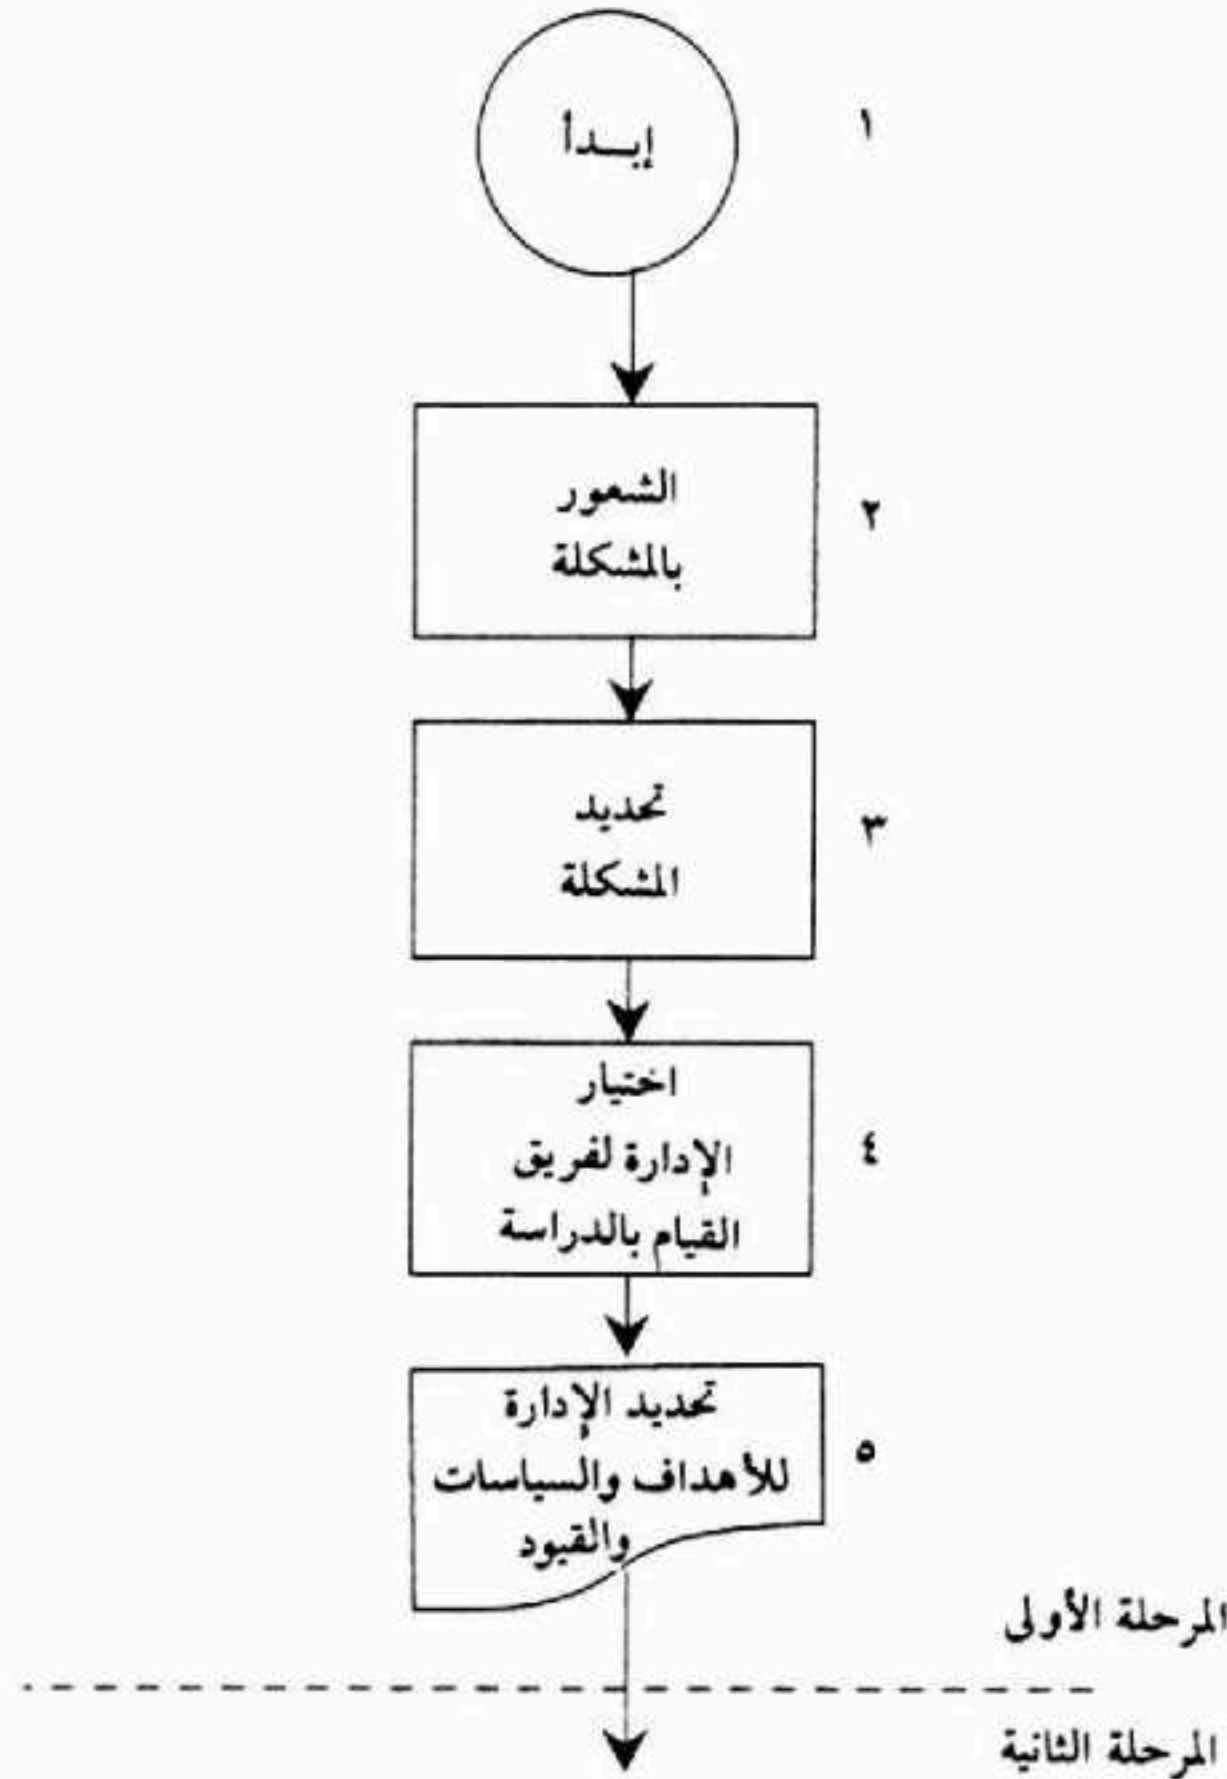 إبـدأ
١
الشعور
بالمشكلة
٢
تحديد
المشكلة
٣
اختيار
الإدارة لفريق
القيام بالدراسة
٤
تحديد الإدارة
للأهداف والسياسات
والقيود
٥
المرحلة الأولى
المرحلة الثانية